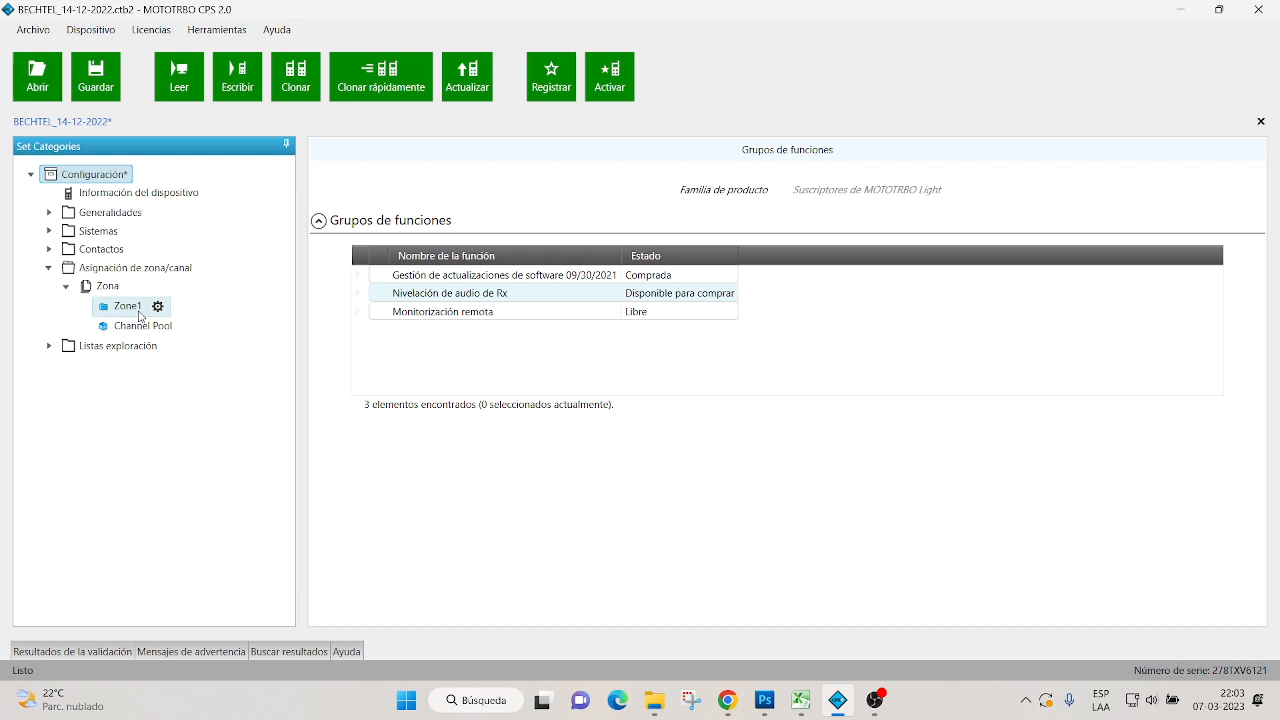 BECHTEL_14-12-2022.ctb2 - MOTOTRBO CPS 2.0
Archivo Dispositivo Licencias Herramientas Ayuda
Abrir Guardar Leer Escribir Clonar Clonar rápidamente Actualizar Registrar Activar
BECHTEL_14-12-2022*
Set Categories
Configuración*
Información del dispositivo
Generalidades
Sistemas
Contactos
Asignación de zona/canal
Zona
Zone1
Channel Pool
Listas exploración
Grupos de funciones
Familia de producto Suscriptores de MOTOTRBO Light
Grupos de funciones
Nombre de la función Estado
Gestión de actualizaciones de software 09/30/2021 Comprada
Nivelación de audio de Rx Disponible para comprar
Monitorización remota Libre
3 elementos encontrados (0 seleccionados actualmente).
Resultados de la validación Mensajes de advertencia Buscar resultados Ayuda
Listo Número de serie: 278TXV6121
22°C
Parc. nublado
Búsqueda
ESP
LAA
22:03
07-03-2023